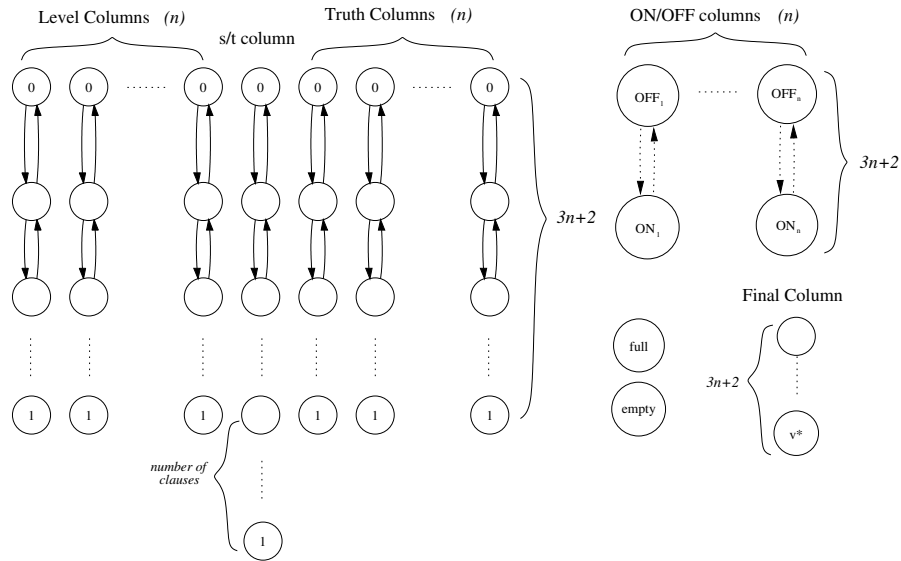 Level Columns (n)
s/t column
Truth Columns (n)
ON/OFF columns (n)
0 0 ....... 0 0 0 0 ....... 0
OFF₁ ....... OFFₙ
3n+2
3n+2
ON₁ ONₙ
Final Column
full
3n+2
empty
v*
1 1 1 1 1 1
number of
clauses
1